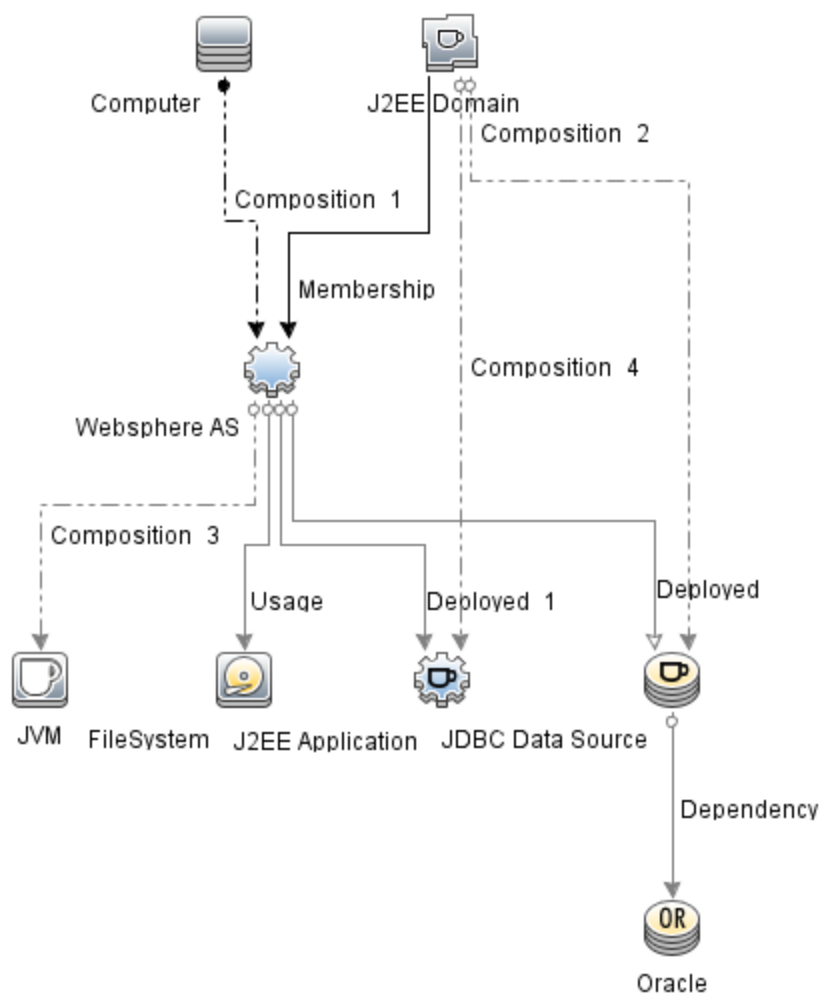 Computer
J2EE Domain
Composition 2
Composition 1
Membership
Composition 4
Websphere AS
Composition 3
Usage
Deployed 1
Deployed
JVM
FileSystem
J2EE Application
JDBC Data Source
Dependency
OR
Oracle